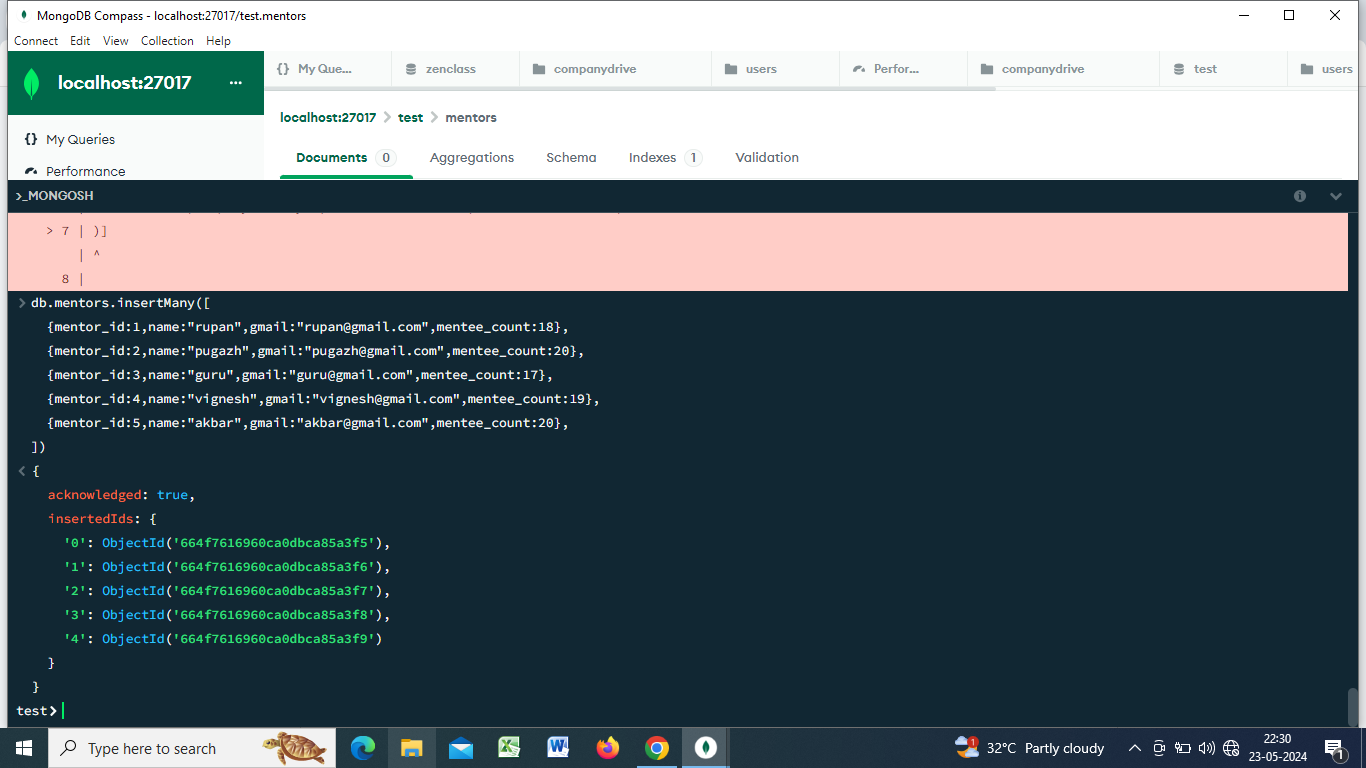 MongoDB Compass - localhost:27017/test.mentors
Connect Edit View Collection Help
localhost:27017 ...
{} My Que... zenclass companydrive users Perfor... companydrive test users
localhost:27017 > test > mentors
{} My Queries
Performance
Documents 0 Aggregations Schema Indexes 1 Validation
>_MONGOSH
> 7 | )]
| ^
8 |
> db.mentors.insertMany([
{mentor_id:1,name:"rupan",gmail:"rupan@gmail.com",mentee_count:18},
{mentor_id:2,name:"pugazh",gmail:"pugazh@gmail.com",mentee_count:20},
{mentor_id:3,name:"guru",gmail:"guru@gmail.com",mentee_count:17},
{mentor_id:4,name:"vignesh",gmail:"vignesh@gmail.com",mentee_count:19},
{mentor_id:5,name:"akbar",gmail:"akbar@gmail.com",mentee_count:20},
])
< {
acknowledged: true,
insertedIds: {
'0': ObjectId('664f7616960ca0dbca85a3f5'),
'1': ObjectId('664f7616960ca0dbca85a3f6'),
'2': ObjectId('664f7616960ca0dbca85a3f7'),
'3': ObjectId('664f7616960ca0dbca85a3f8'),
'4': ObjectId('664f7616960ca0dbca85a3f9')
}
}
test>
Type here to search
1 32°C Partly cloudy
22:30
23-05-2024
1